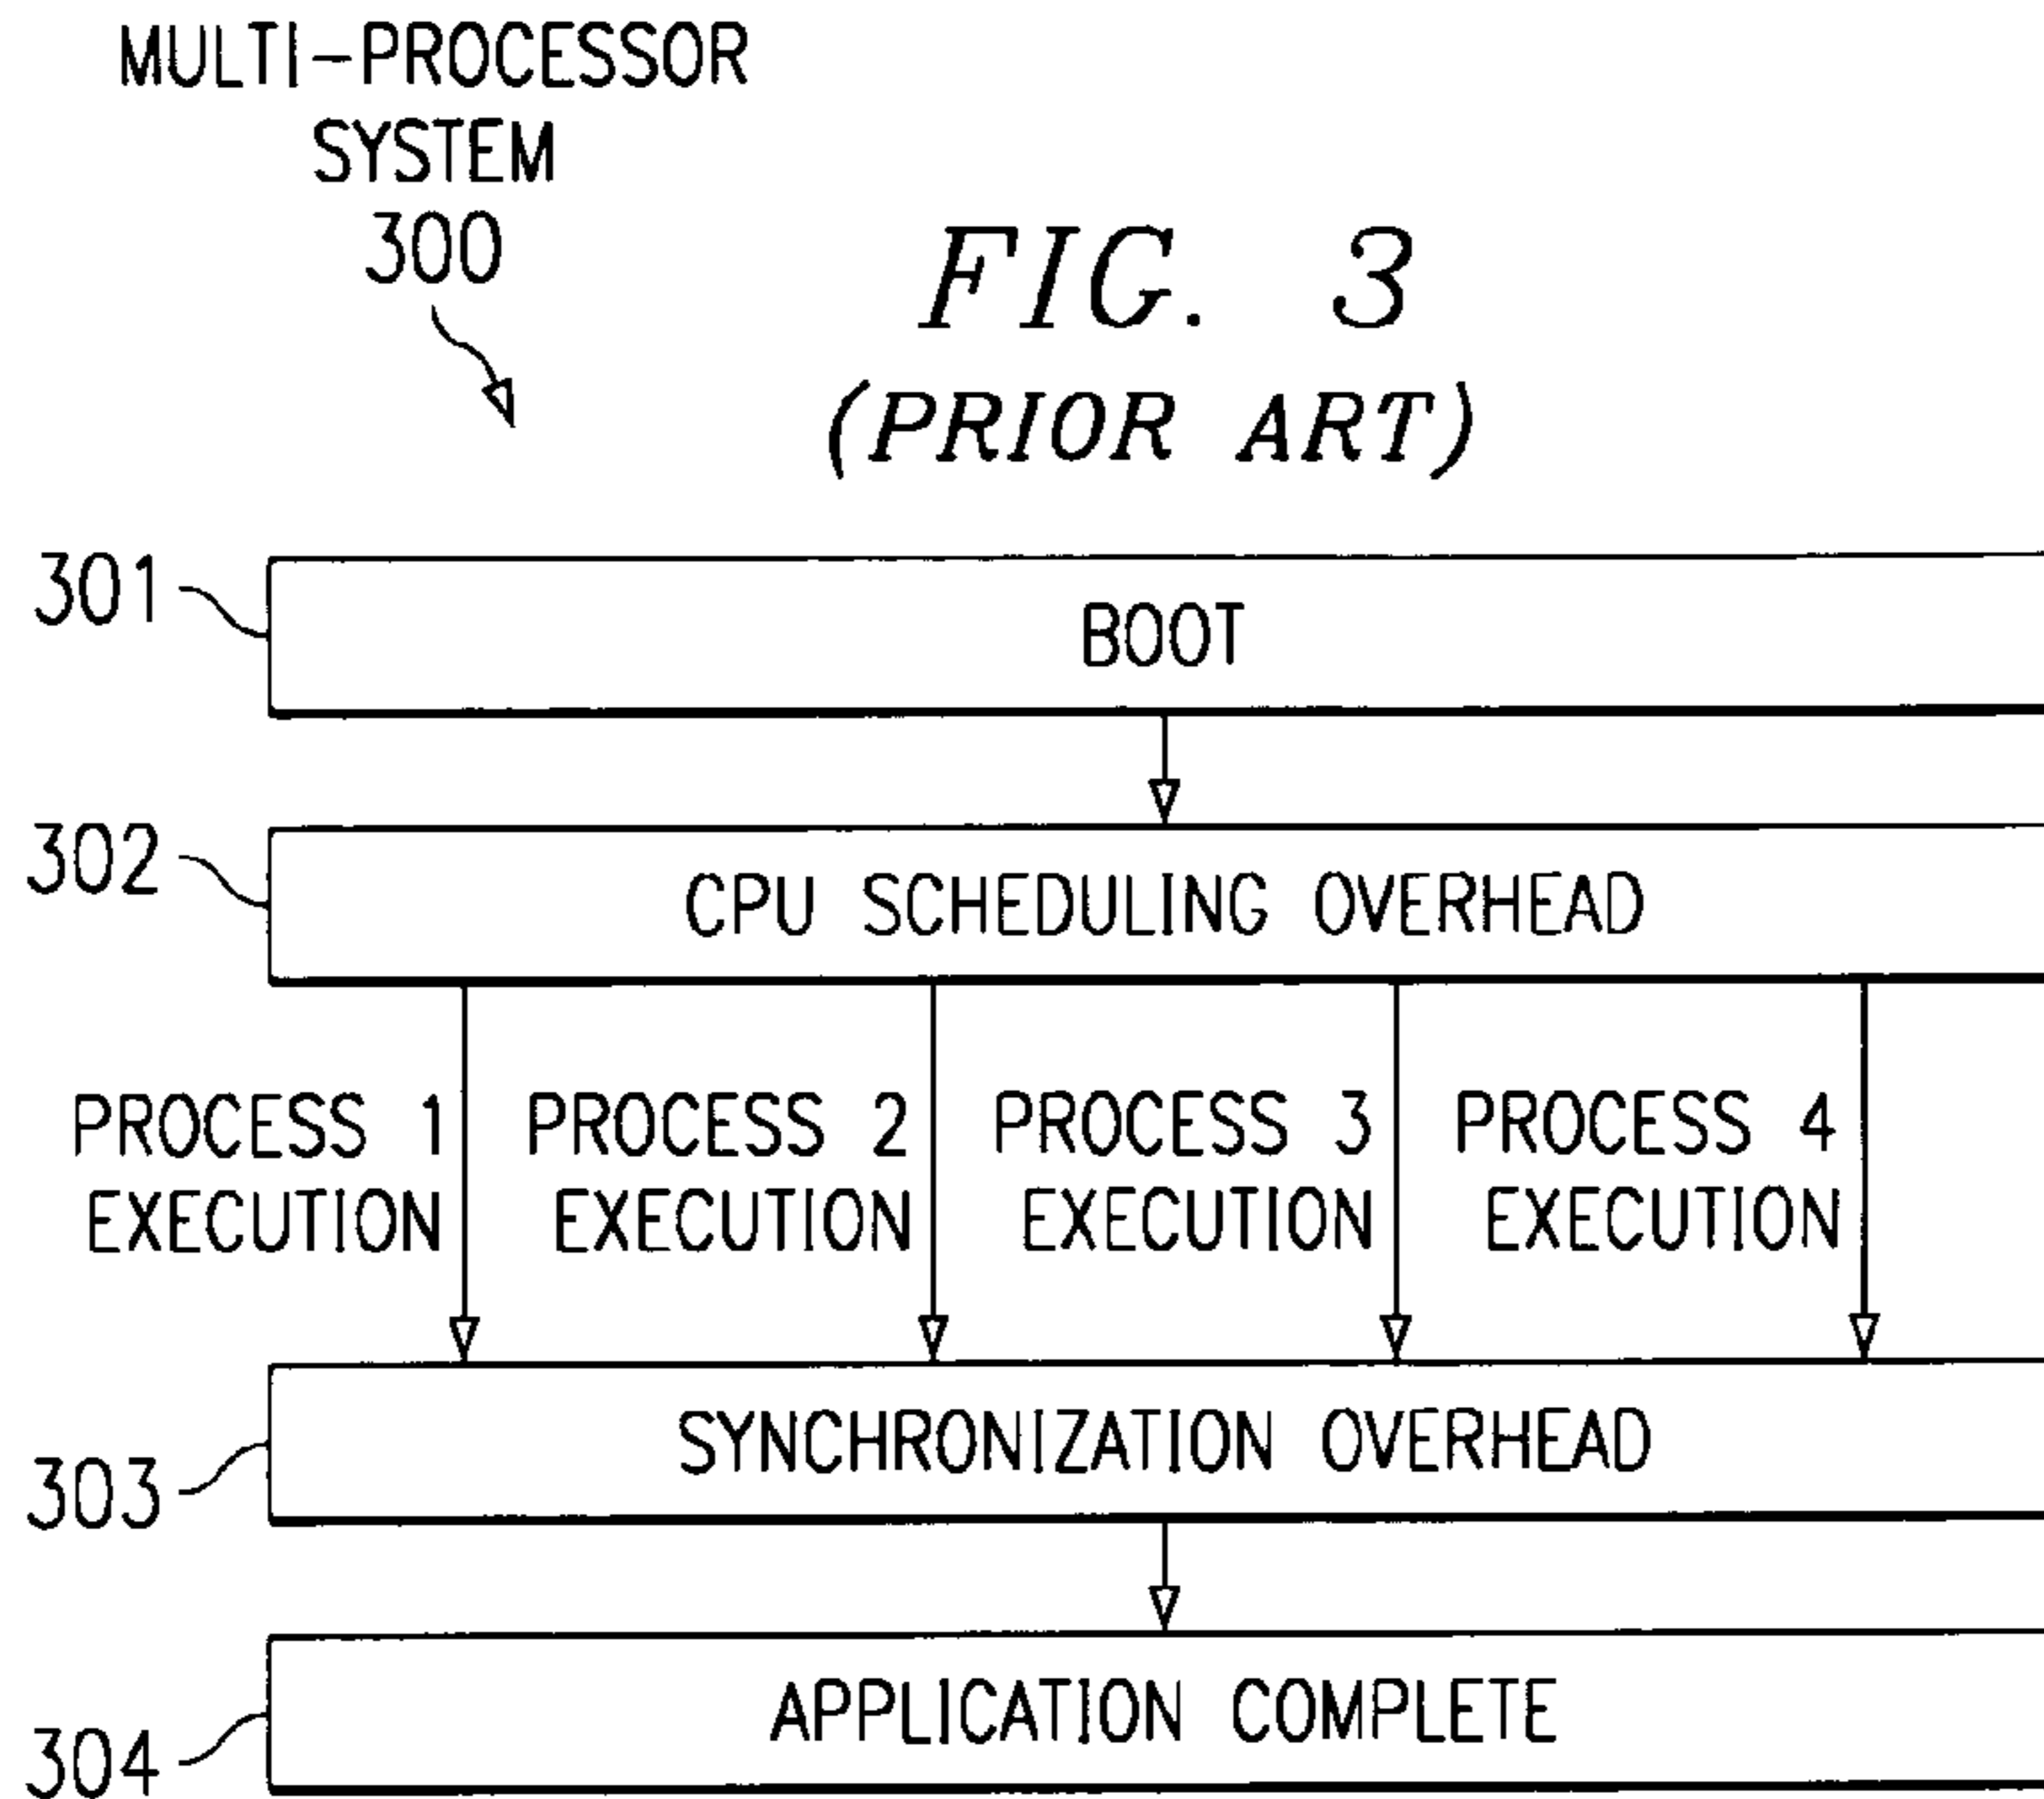 MULTI-PROCESSOR
SYSTEM
300
FIG. 3
(PRIOR ART)
301
BOOT
302
CPU SCHEDULING OVERHEAD
PROCESS 1
EXECUTION
PROCESS 2
EXECUTION
PROCESS 3
EXECUTION
PROCESS 4
EXECUTION
SYNCHRONIZATION OVERHEAD
303
APPLICATION COMPLETE
304